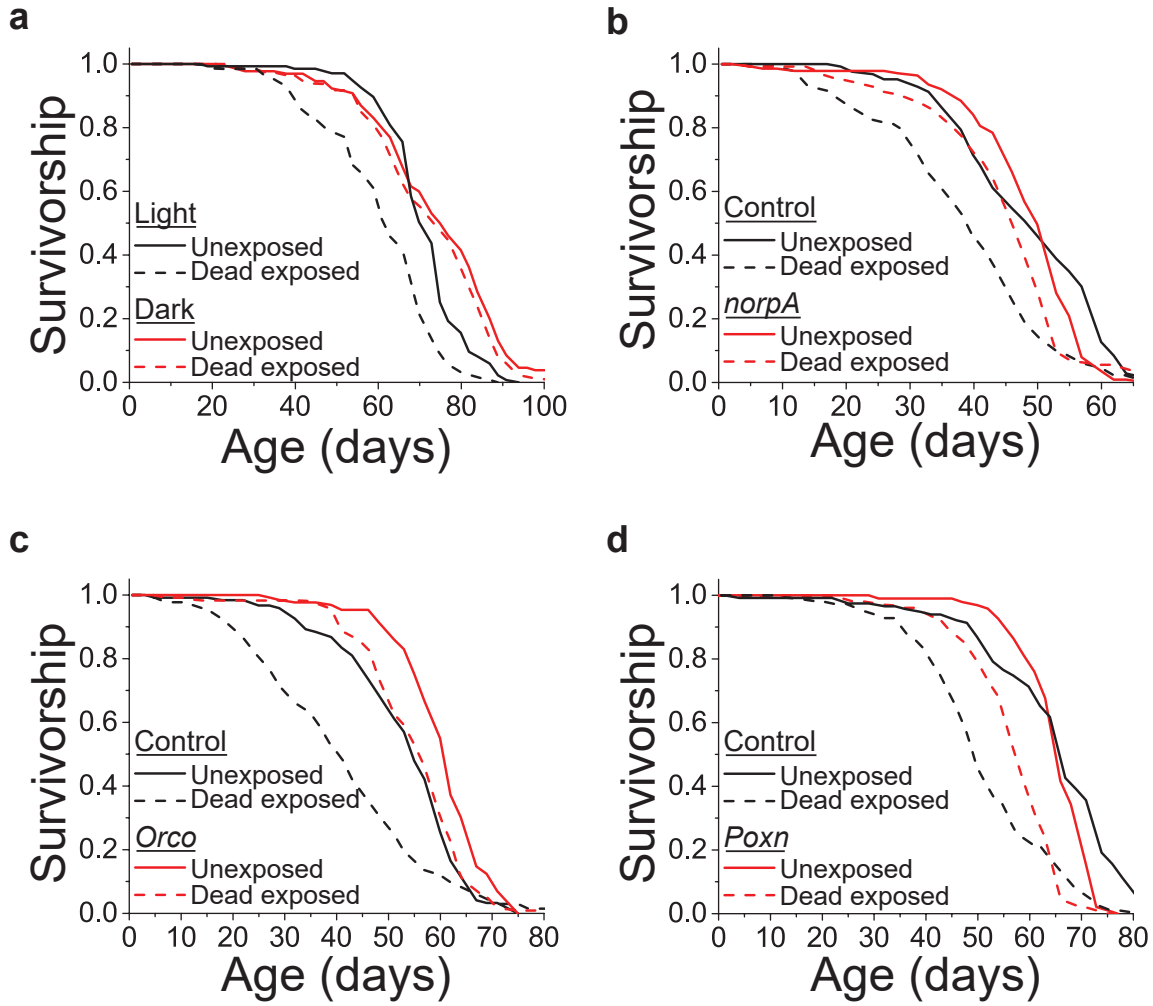 a
Survivorship
1.0
0.8
0.6
0.4
0.2
0.0
Light
Unexposed
Dead exposed
Dark
Unexposed
Dead exposed
0 20 40 60 80 100
Age (days)
b
Survivorship
1.0
0.8
0.6
0.4
0.2
0.0
Control
Unexposed
Dead exposed
norpA
Unexposed
Dead exposed
0 10 20 30 40 50 60
Age (days)
c
Survivorship
1.0
0.8
0.6
0.4
0.2
0.0
Control
Unexposed
Dead exposed
Orco
Unexposed
Dead exposed
0 10 20 30 40 50 60 70 80
Age (days)
d
Survivorship
1.0
0.8
0.6
0.4
0.2
0.0
Control
Unexposed
Dead exposed
Poxn
Unexposed
Dead exposed
0 10 20 30 40 50 60 70 80
Age (days)